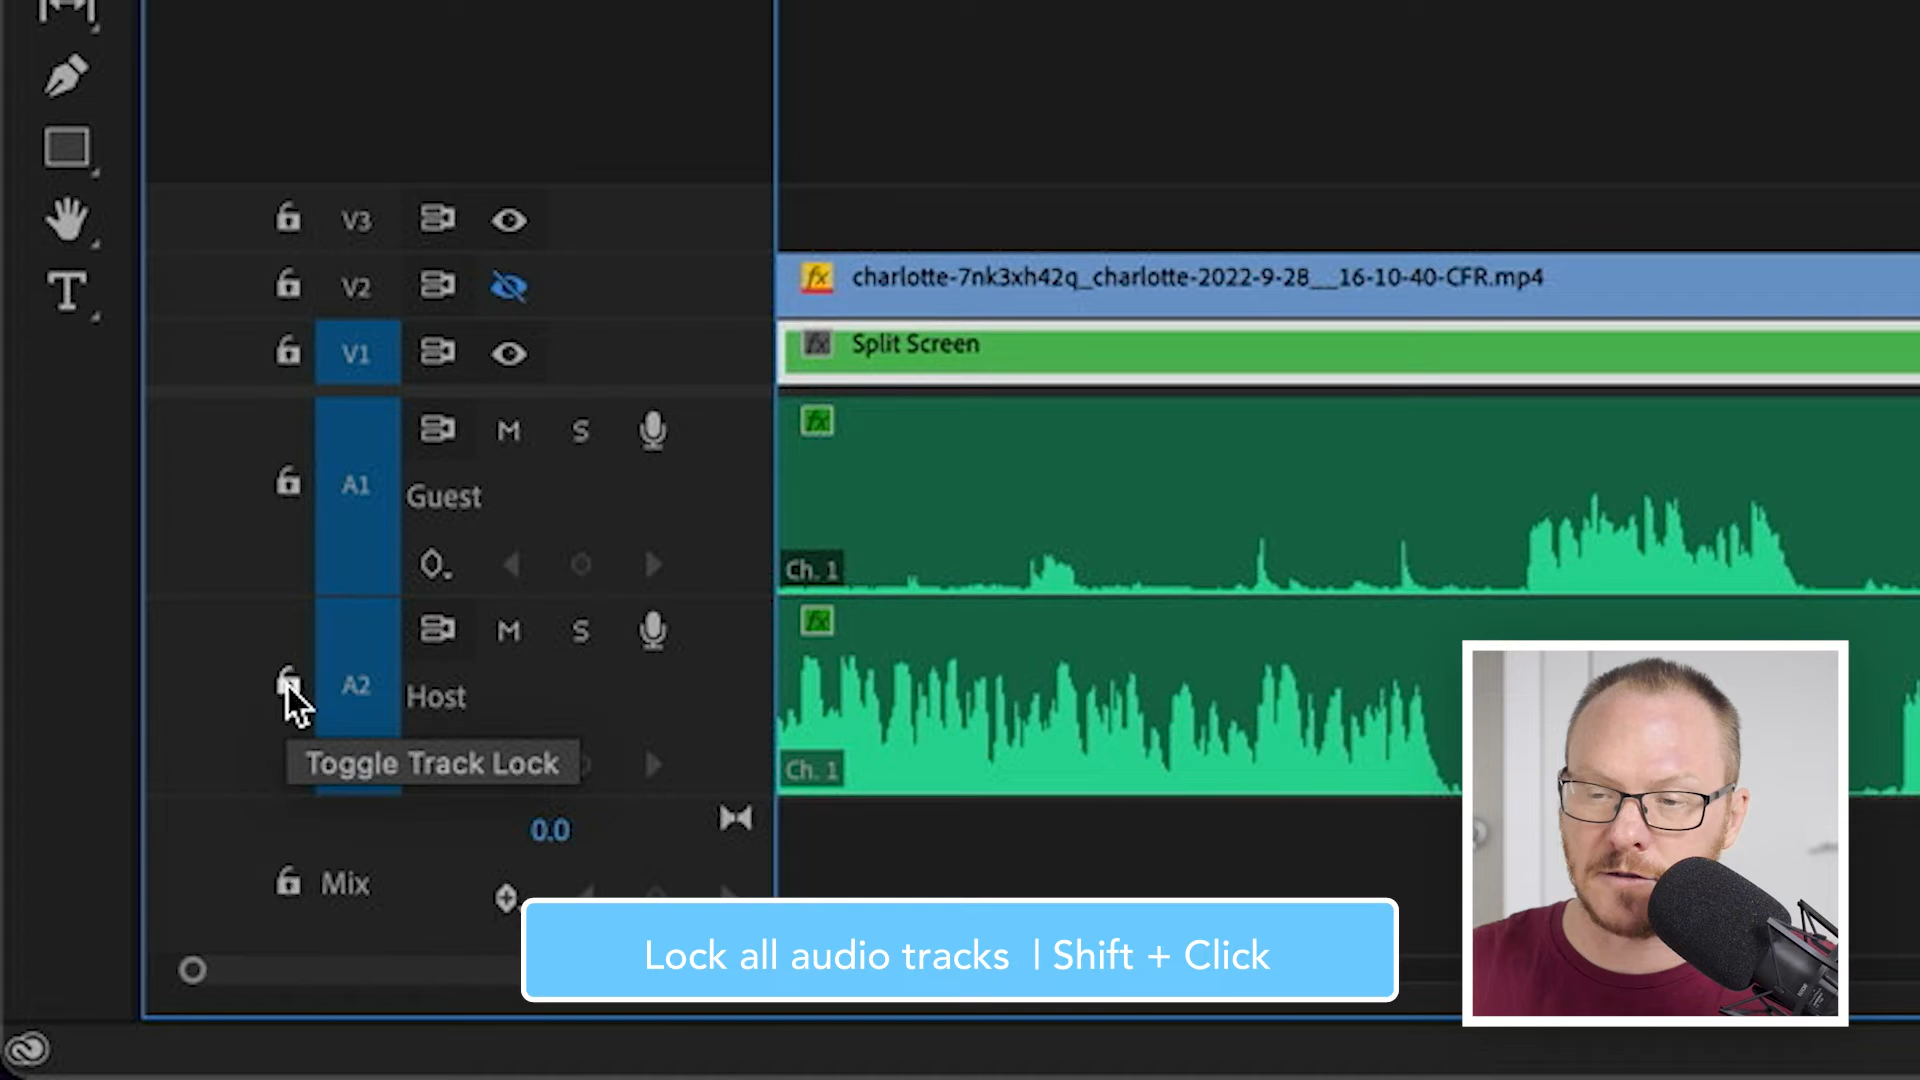 V3
V2
charlotte-7nk3xh42q_charlotte-2022-9-28__16-10-40-CFR.mp4
V1
Split Screen
A1
M S
Guest
Ch. 1
A2
M S
Host
Toggle Track Lock
Ch. 1
0.0
Mix
Lock all audio tracks | Shift + Click